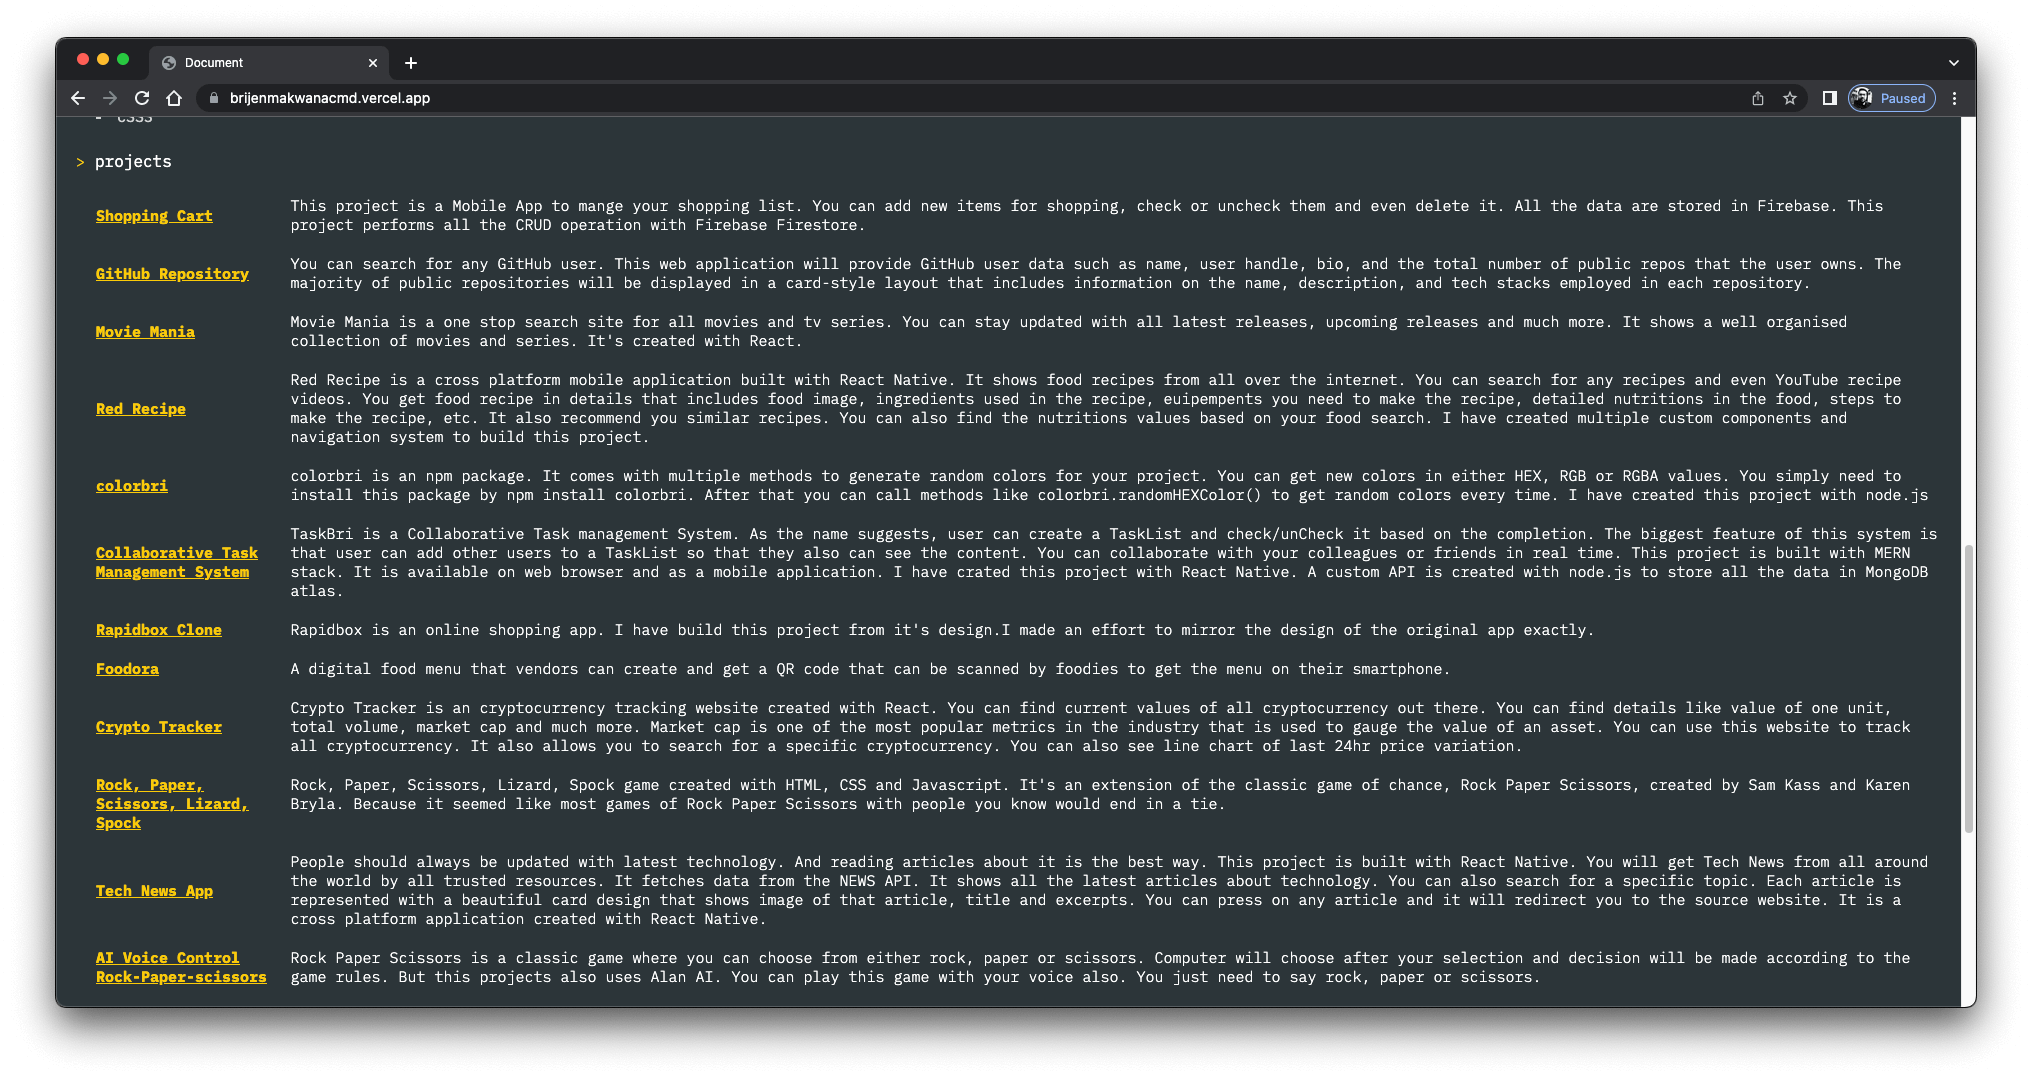 Document
brijenmakwanacmd.vercel.app
Paused
- csss
> projects
Shopping Cart
This project is a Mobile App to mange your shopping list. You can add new items for shopping, check or uncheck them and even delete it. All the data are stored in Firebase. This
project performs all the CRUD operation with Firebase Firestore.
GitHub Repository
You can search for any GitHub user. This web application will provide GitHub user data such as name, user handle, bio, and the total number of public repos that the user owns. The
majority of public repositories will be displayed in a card-style layout that includes information on the name, description, and tech stacks employed in each repository.
Movie Mania
Movie Mania is a one stop search site for all movies and tv series. You can stay updated with all latest releases, upcoming releases and much more. It shows a well organised
collection of movies and series. It's created with React.
Red Recipe
Red Recipe is a cross platform mobile application built with React Native. It shows food recipes from all over the internet. You can search for any recipes and even YouTube recipe
videos. You get food recipe in details that includes food image, ingredients used in the recipe, euipempents you need to make the recipe, detailed nutritions in the food, steps to
make the recipe, etc. It also recommend you similar recipes. You can also find the nutritions values based on your food search. I have created multiple custom components and
navigation system to build this project.
colorbri
colorbri is an npm package. It comes with multiple methods to generate random colors for your project. You can get new colors in either HEX, RGB or RGBA values. You simply need to
install this package by npm install colorbri. After that you can call methods like colorbri.randomHEXColor() to get random colors every time. I have created this project with node.js
Collaborative Task
Management System
TaskBri is a Collaborative Task management System. As the name suggests, user can create a TaskList and check/unCheck it based on the completion. The biggest feature of this system is
that user can add other users to a TaskList so that they also can see the content. You can collaborate with your colleagues or friends in real time. This project is built with MERN
stack. It is available on web browser and as a mobile application. I have crated this project with React Native. A custom API is created with node.js to store all the data in MongoDB
atlas.
Rapidbox Clone
Rapidbox is an online shopping app. I have build this project from it's design.I made an effort to mirror the design of the original app exactly.
Foodora
A digital food menu that vendors can create and get a QR code that can be scanned by foodies to get the menu on their smartphone.
Crypto Tracker
Crypto Tracker is an cryptocurrency tracking website created with React. You can find current values of all cryptocurrency out there. You can find details like value of one unit,
total volume, market cap and much more. Market cap is one of the most popular metrics in the industry that is used to gauge the value of an asset. You can use this website to track
all cryptocurrency. It also allows you to search for a specific cryptocurrency. You can also see line chart of last 24hr price variation.
Rock, Paper,
Scissors, Lizard,
Spock
Rock, Paper, Scissors, Lizard, Spock game created with HTML, CSS and Javascript. It's an extension of the classic game of chance, Rock Paper Scissors, created by Sam Kass and Karen
Bryla. Because it seemed like most games of Rock Paper Scissors with people you know would end in a tie.
Tech News App
People should always be updated with latest technology. And reading articles about it is the best way. This project is built with React Native. You will get Tech News from all around
the world by all trusted resources. It fetches data from the NEWS API. It shows all the latest articles about technology. You can also search for a specific topic. Each article is
represented with a beautiful card design that shows image of that article, title and excerpts. You can press on any article and it will redirect you to the source website. It is a
cross platform application created with React Native.
AI Voice Control
Rock-Paper-scissors
Rock Paper Scissors is a classic game where you can choose from either rock, paper or scissors. Computer will choose after your selection and decision will be made according to the
game rules. But this projects also uses Alan AI. You can play this game with your voice also. You just need to say rock, paper or scissors.